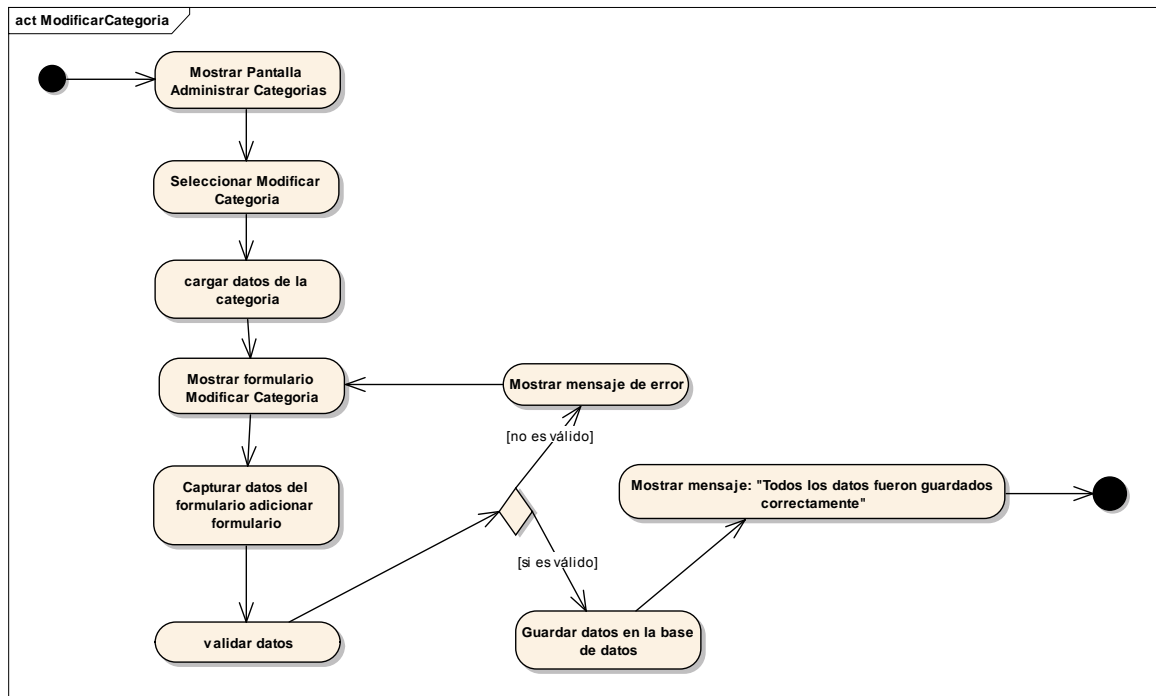 act ModificarCategoria
Mostrar Pantalla
Administrar Categorias
Seleccionar Modificar
Categoria
cargar datos de la
categoria
Mostrar formulario
Modificar Categoria
Mostrar mensaje de error
[no es válido]
Capturar datos del
formulario adicionar
formulario
Mostrar mensaje: "Todos los datos fueron guardados
correctamente"
[si es válido]
validar datos
Guardar datos en la base
de datos